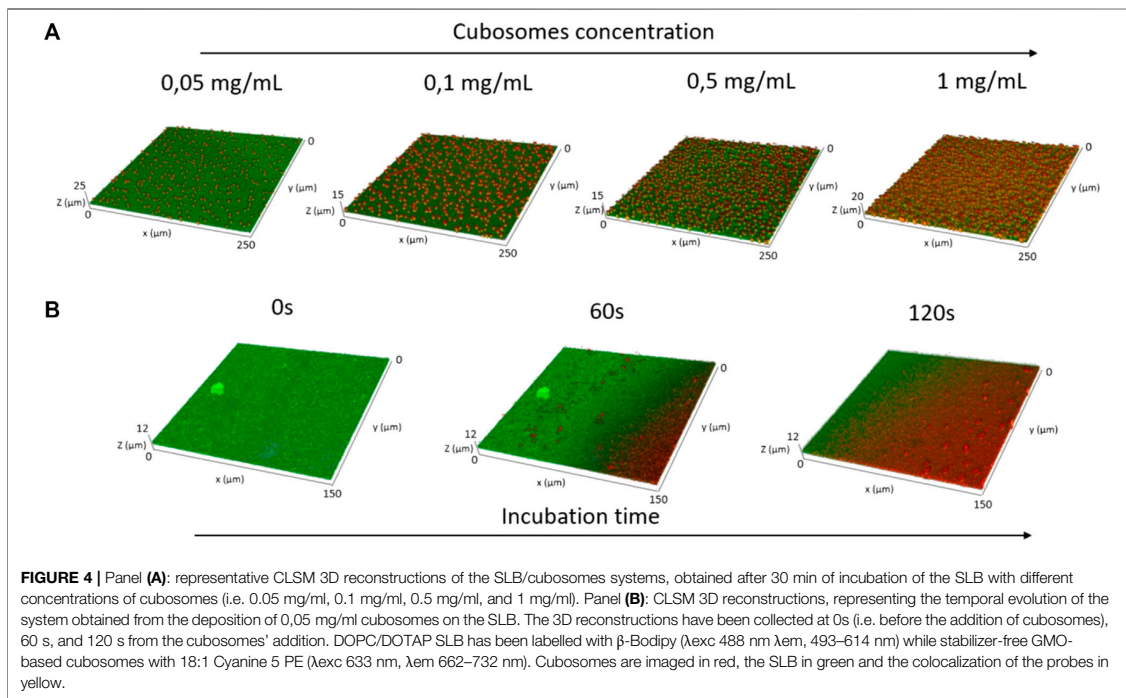 A
Cubosomes concentration
0,05 mg/mL
0,1 mg/mL
0,5 mg/mL
1 mg/mL
25
Z (μm)
0
x (μm)
250
y (μm)
0
15
Z (μm)
0
x (μm)
250
y (μm)
0
15
Z (μm)
0
x (μm)
250
y (μm)
0
20
Z (μm)
0
x (μm)
250
y (μm)
0
B
0s
60s
120s
12
Z (μm)
0
x (μm)
150
y (μm)
0
12
Z (μm)
0
x (μm)
150
y (μm)
0
12
Z (μm)
0
x (μm)
150
y (μm)
0
Incubation time
FIGURE 4 | Panel (A): representative CLSM 3D reconstructions of the SLB/cubosomes systems, obtained after 30 min of incubation of the SLB with different
concentrations of cubosomes (i.e. 0.05 mg/ml, 0.1 mg/ml, 0.5 mg/ml, and 1 mg/ml). Panel (B): CLSM 3D reconstructions, representing the temporal evolution of the
system obtained from the deposition of 0,05 mg/ml cubosomes on the SLB. The 3D reconstructions have been collected at 0s (i.e. before the addition of cubosomes),
60 s, and 120 s from the cubosomes' addition. DOPC/DOTAP SLB has been labelled with β-Bodipy (λexc 488 nm λem, 493–614 nm) while stabilizer-free GMO-
based cubosomes with 18:1 Cyanine 5 PE (λexc 633 nm, λem 662–732 nm). Cubosomes are imaged in red, the SLB in green and the colocalization of the probes in
yellow.